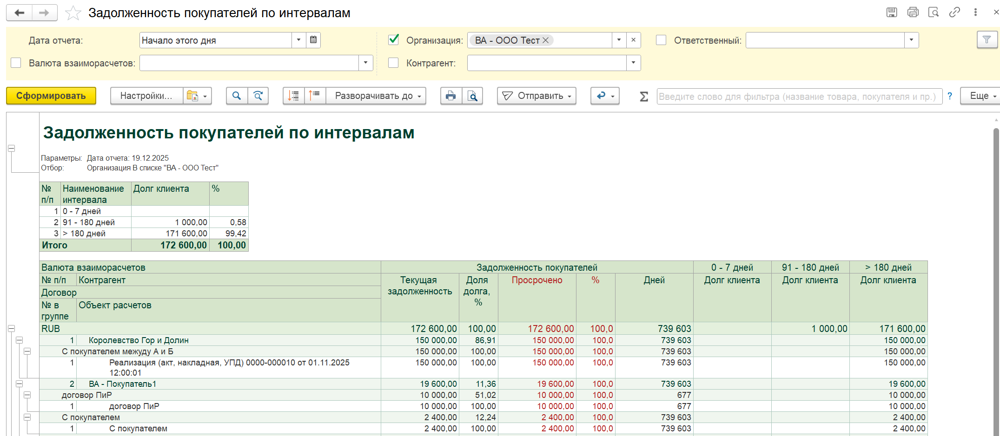 Задолженность покупателей по интервалам
Дата отчета: Начало этого дня Организация: ВА - ООО Тест Ответственный:
Валюта взаиморасчетов: Контрагент:
Сформировать Настройки... Разворачивать до Отправить Σ Введите слово для фильтра (название товара, покупателя и пр.) ? Еще
Задолженность покупателей по интервалам
Параметры: Дата отчета: 19.12.2025
Отбор: Организация В списке "ВА - ООО Тест"
№ п/п Наименование интервала Долг клиента %
1 0 - 7 дней
2 91 - 180 дней 1 000,00 0,58
3 > 180 дней 171 600,00 99,42
Итого 172 600,00 100,00
Валюта взаиморасчетов Задолженность покупателей 0 - 7 дней 91 - 180 дней > 180 дней
№ п/п Контрагент Текущая задолженность Доля долга, % Просрочено % Дней Долг клиента Долг клиента Долг клиента
Договор
№ в группе Объект расчетов
RUB 172 600,00 100,00 172 600,00 100,0 739 603 1 000,00 171 600,00
1 Королевство Гор и Долин 150 000,00 86,91 150 000,00 100,0 739 603 150 000,00
С покупателем межуду А и Б 150 000,00 100,00 150 000,00 100,0 739 603 150 000,00
1 Реализация (акт, накладная, УПД) 0000-000010 от 01.11.2025 150 000,00 100,00 150 000,00 100,0 739 603 150 000,00
12:00:01
2 ВА - Покупатель1 19 600,00 11,36 19 600,00 100,0 739 603 19 600,00
договор ПиР 10 000,00 51,02 10 000,00 100,0 677 10 000,00
1 договор ПиР 10 000,00 100,00 10 000,00 100,0 677 10 000,00
С покупателем 2 400,00 12,24 2 400,00 100,0 739 603 2 400,00
1 С покупателем 2 400,00 100,00 2 400,00 100,0 739 603 2 400,00